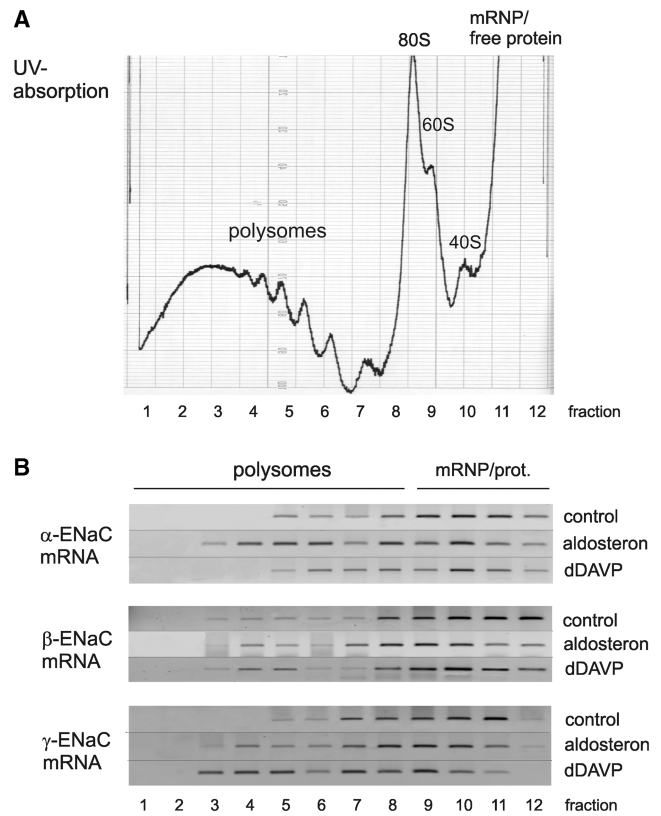 A
UV-
absorption
80S
mRNP/
free protein
60S
polysomes
40S
1 2 3 4 5 6 7 8 9 10 11 12 fraction
B
polysomes mRNP/prot.
α-ENaC
mRNA
control
aldosteron
dDAVP
β-ENaC
mRNA
control
aldosteron
dDAVP
γ-ENaC
mRNA
control
aldosteron
dDAVP
1 2 3 4 5 6 7 8 9 10 11 12 fraction